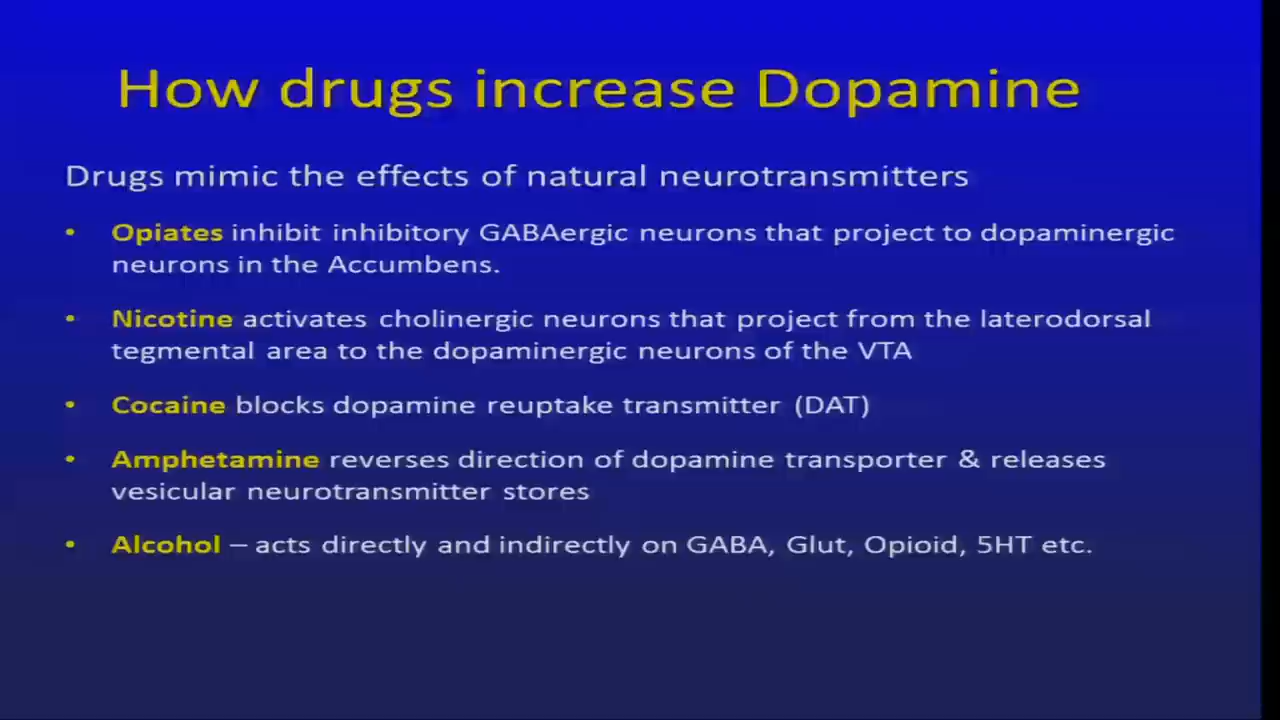 How drugs increase Dopamine
Drugs mimic the effects of natural neurotransmitters
• Opiates inhibit inhibitory GABAergic neurons that project to dopaminergic
neurons in the Accumbens.
• Nicotine activates cholinergic neurons that project from the laterodorsal
tegmental area to the dopaminergic neurons of the VTA
• Cocaine blocks dopamine reuptake transmitter (DAT)
• Amphetamine reverses direction of dopamine transporter & releases
vesicular neurotransmitter stores
• Alcohol – acts directly and indirectly on GABA, Glut, Opioid, 5HT etc.